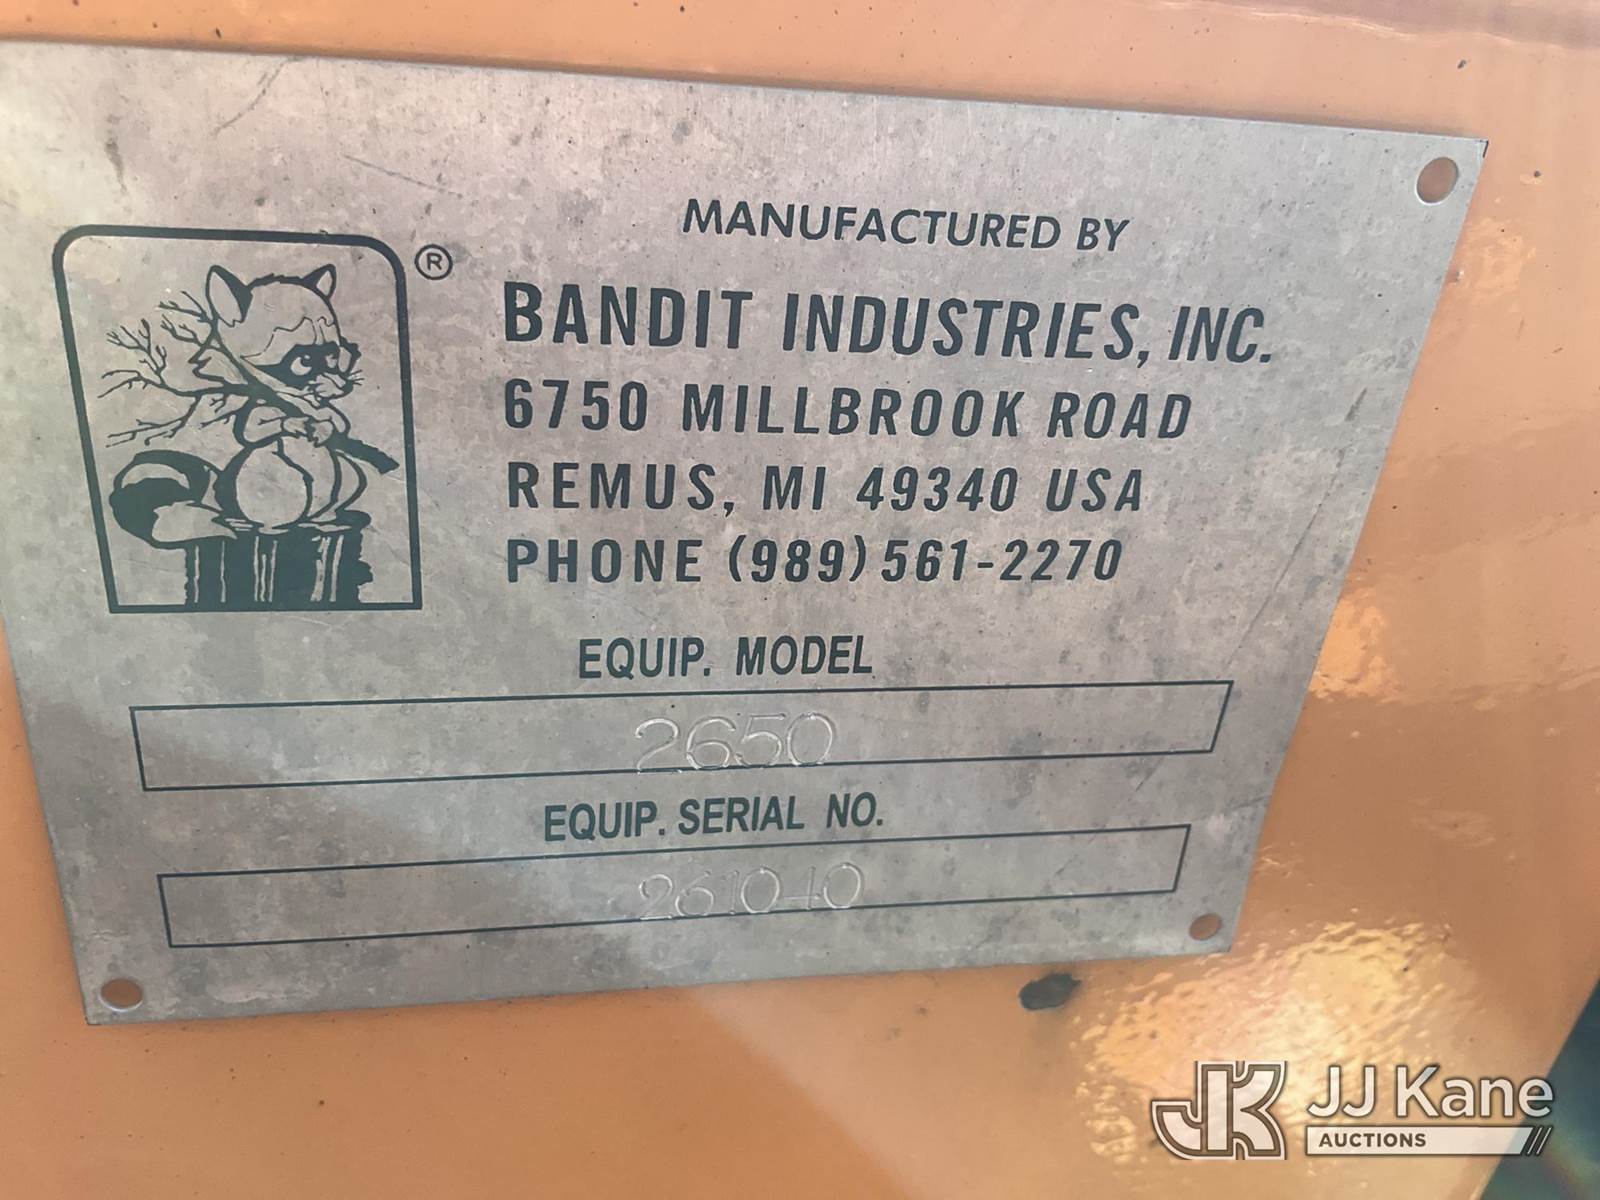 MANUFACTURED BY
®
BANDIT INDUSTRIES, INC.
6750 MILLBROOK ROAD
REMUS, MI 49340 USA
PHONE (989) 561-2270
EQUIP. MODEL
2650
EQUIP. SERIAL NO.
261040
JK JJ Kane
AUCTIONS